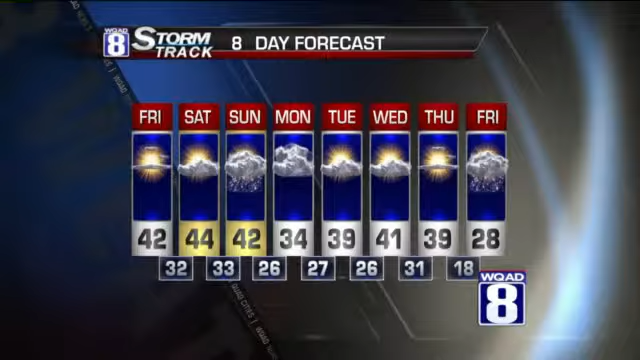 WQAD
8 STORM TRACK 8 DAY FORECAST
FRI SAT SUN MON TUE WED THU FRI
42 44 42 34 39 41 39 28
32 33 26 27 26 31 18
WQAD
8